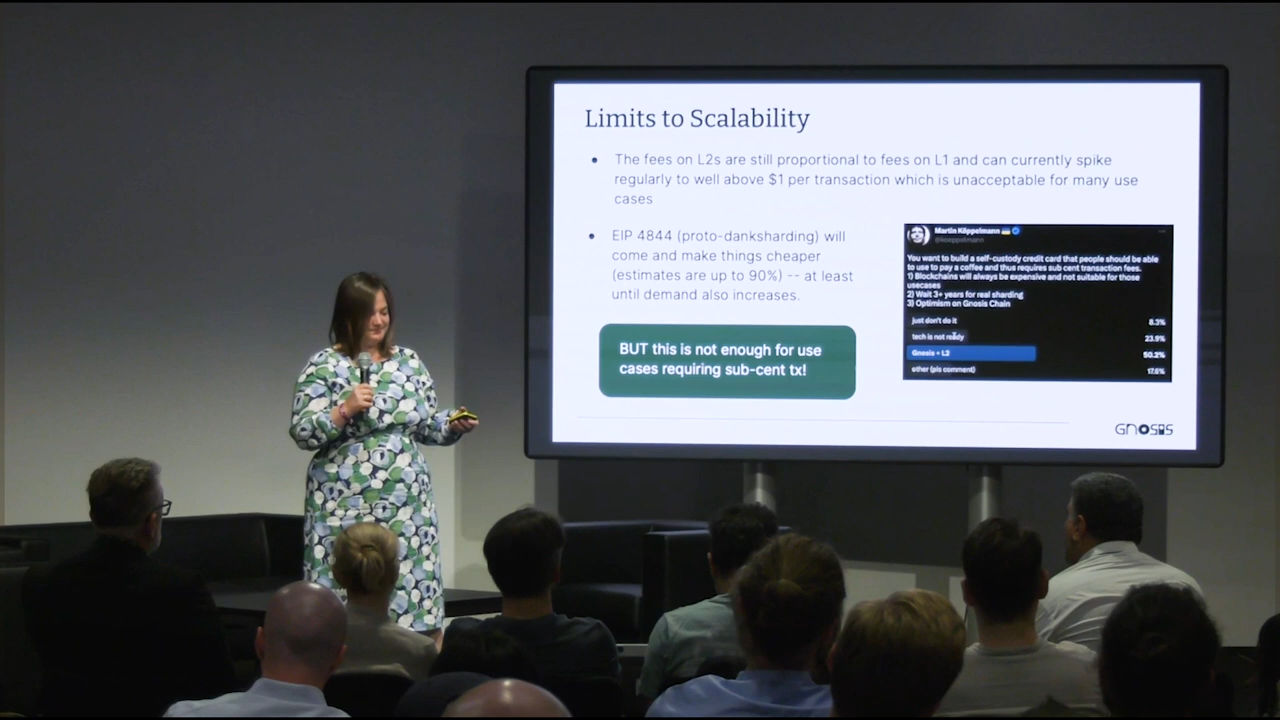 Limits to Scalability
The fees on L2s are still proportional to fees on L1 and can currently spike
regularly to well above $1 per transaction which is unacceptable for many use
cases
EIP 4844 (proto-danksharding) will
come and make things cheaper
(estimates are up to 90%) -- at least
until demand also increases.
BUT this is not enough for use
cases requiring sub-cent tx!
Martin Köppelmann
@koeppelmann
You want to build a self-custody credit card that people should be able
to use to pay a coffee and thus requires sub cent transaction fees.
1) Blockchains will always be expensive and not suitable for those
usecases
2) Wait 3+ years for real sharding
3) Optimism on Gnosis Chain
just don't do it 8.3%
tech is not ready 23.9%
Gnosis + L2 50.2%
other (pls comment) 17.6%
GNOSIS